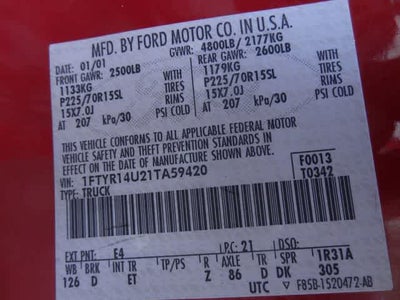 MFD. BY FORD MOTOR CO. IN U.S.A.
DATE: 01/01 GVWR: 4800LB/ 2177KG
FRONT GAWR: 2500LB REAR GAWR: 2600LB
1133KG WITH 1179KG WITH
P225/70R15SL TIRES P225/70R15SL TIRES
15X7.0J RIMS 15X7.0J RIMS
AT 207 kPa/30 PSI COLD AT 207 kPa/30 PSI COLD
THIS VEHICLE CONFORMS TO ALL APPLICABLE FEDERAL MOTOR
VEHICLE SAFETY AND THEFT PREVENTION STANDARDS IN
EFFECT ON THE DATE OF MANUFACTURE SHOWN ABOVE.
VIN: 1FTYR14U21TA59420 F0013
TYPE: TRUCK T0342
EXT PNT: E4 RC: 21 DSO:
WB BRK INT TR TP/PS R AXLE TR SPR 1R31A
126 D ET Z 86 D DK 305
UTC F85B-1520472-AB